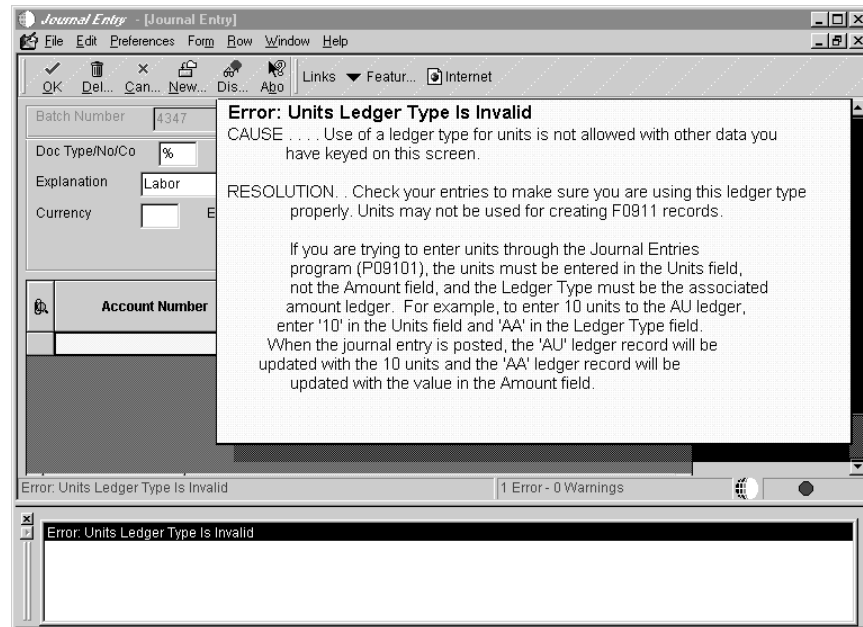 Journal Entry - [Journal Entry]
File Edit Preferences Form Row Window Help
OK Del... Can... New... Dis... Abo Links Featur... Internet
Batch Number 4347
Doc Type/No/Co %
Explanation Labor
Currency E
Account Number
Error: Units Ledger Type Is Invalid
CAUSE . . . . Use of a ledger type for units is not allowed with other data you
have keyed on this screen.
RESOLUTION. . Check your entries to make sure you are using this ledger type
properly. Units may not be used for creating F0911 records.
If you are trying to enter units through the Journal Entries
program (P09101), the units must be entered in the Units field,
not the Amount field, and the Ledger Type must be the associated
amount ledger. For example, to enter 10 units to the AU ledger,
enter '10' in the Units field and 'AA' in the Ledger Type field.
When the journal entry is posted, the 'AU' ledger record will be
updated with the 10 units and the 'AA' ledger record will be
updated with the value in the Amount field.
Error: Units Ledger Type Is Invalid 1 Error - 0 Warnings
Error: Units Ledger Type Is Invalid